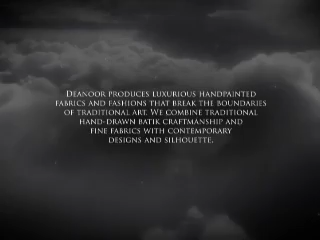 Deanoor produces luxurious handpainted
fabrics and fashions that break the boundaries
of traditional art. We combine traditional
hand-drawn batik craftmanship and
fine fabrics with contemporary
designs and silhouette.